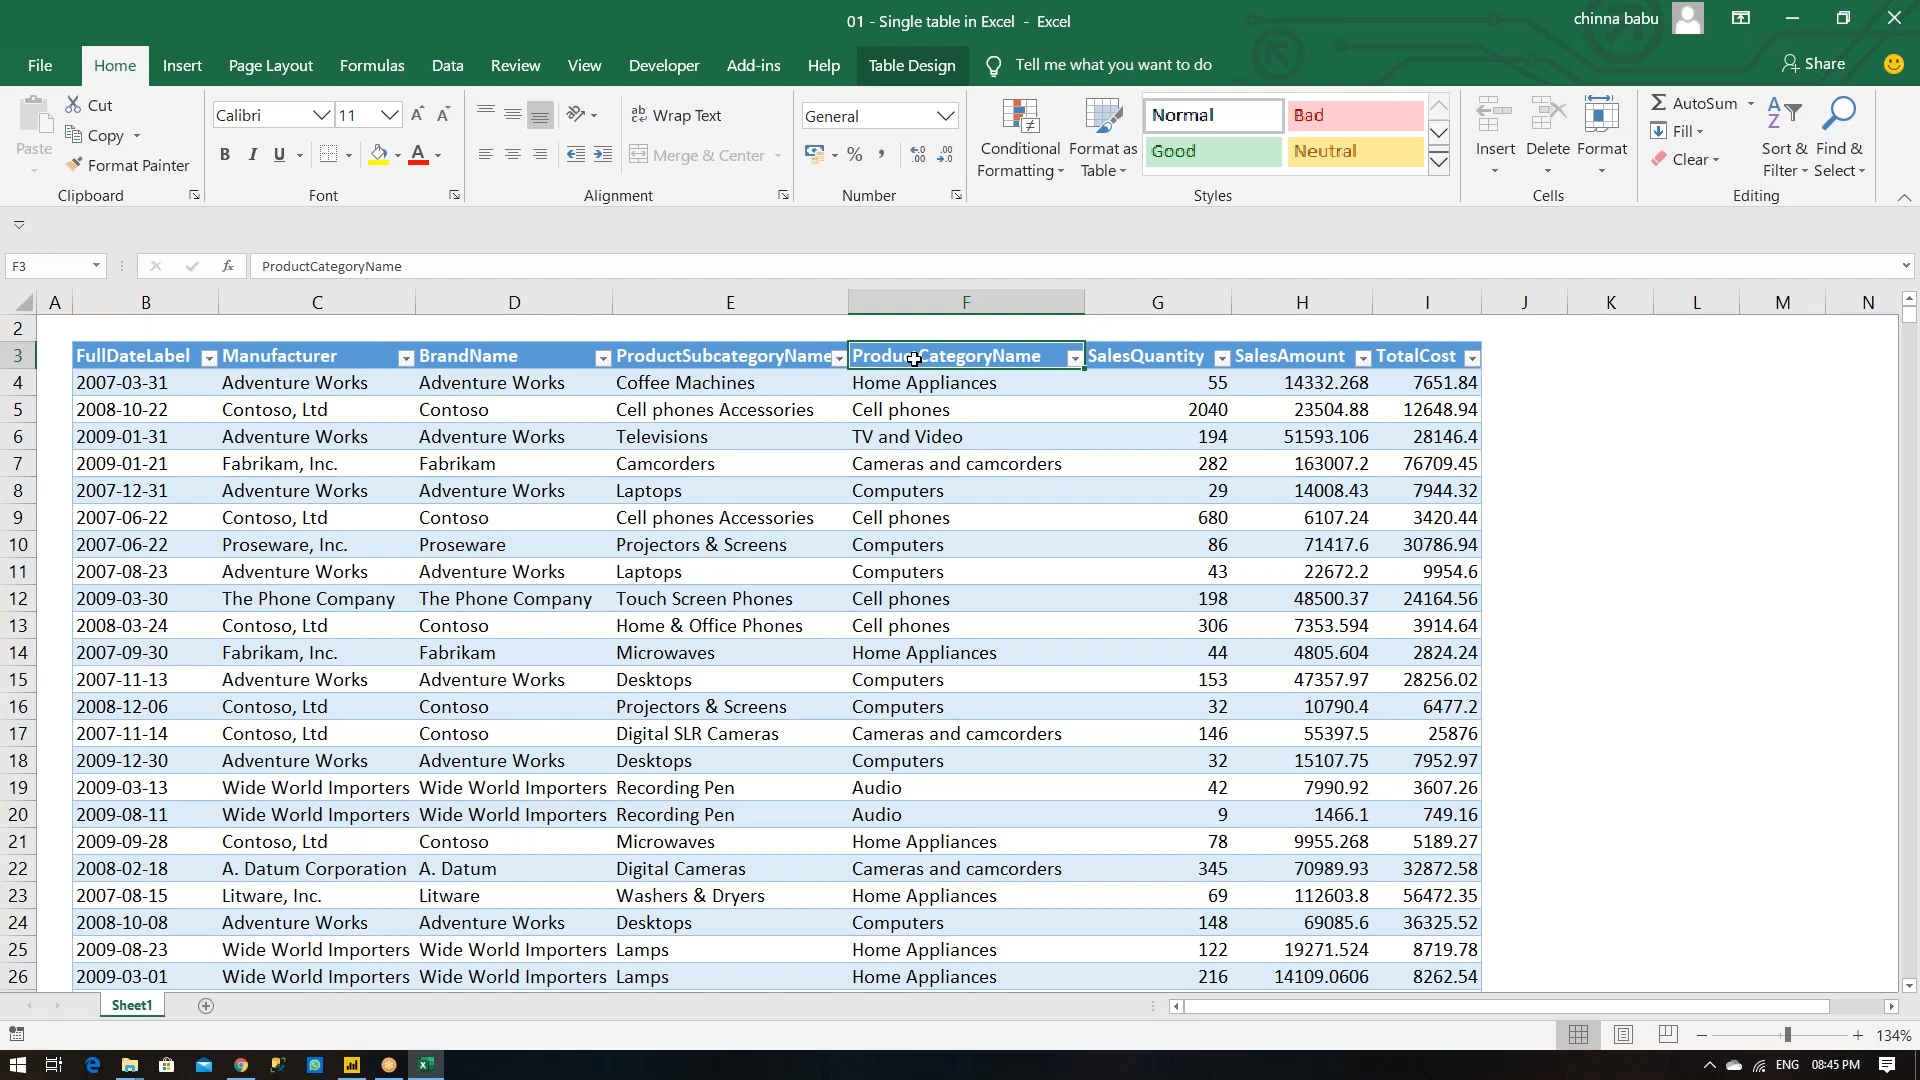 01 - Single table in Excel - Excel
chinna babu
File Home Insert Page Layout Formulas Data Review View Developer Add-ins Help Table Design Tell me what you want to do Share
Paste
Cut
Copy
Format Painter
Clipboard
Calibri 11
B I U A
Font
Wrap Text
Merge & Center
Alignment
General
% ,
Number
Conditional Formatting
Format as Table
Normal Bad
Good Neutral
Styles
Insert Delete Format
Cells
AutoSum
Fill
Clear
Sort & Filter
Find & Select
Editing
F3 fx ProductCategoryName
A B C D E F G H I J K L M N
2
3 FullDateLabel Manufacturer BrandName ProductSubcategoryName ProductCategoryName SalesQuantity SalesAmount TotalCost
4 2007-03-31 Adventure Works Adventure Works Coffee Machines Home Appliances 55 14332.268 7651.84
5 2008-10-22 Contoso, Ltd Contoso Cell phones Accessories Cell phones 2040 23504.88 12648.94
6 2009-01-31 Adventure Works Adventure Works Televisions TV and Video 194 51593.106 28146.4
7 2009-01-21 Fabrikam, Inc. Fabrikam Camcorders Cameras and camcorders 282 163007.2 76709.45
8 2007-12-31 Adventure Works Adventure Works Laptops Computers 29 14008.43 7944.32
9 2007-06-22 Contoso, Ltd Contoso Cell phones Accessories Cell phones 680 6107.24 3420.44
10 2007-06-22 Proseware, Inc. Proseware Projectors & Screens Computers 86 71417.6 30786.94
11 2007-08-23 Adventure Works Adventure Works Laptops Computers 43 22672.2 9954.6
12 2009-03-30 The Phone Company The Phone Company Touch Screen Phones Cell phones 198 48500.37 24164.56
13 2008-03-24 Contoso, Ltd Contoso Home & Office Phones Cell phones 306 7353.594 3914.64
14 2007-09-30 Fabrikam, Inc. Fabrikam Microwaves Home Appliances 44 4805.604 2824.24
15 2007-11-13 Adventure Works Adventure Works Desktops Computers 153 47357.97 28256.02
16 2008-12-06 Contoso, Ltd Contoso Projectors & Screens Computers 32 10790.4 6477.2
17 2007-11-14 Contoso, Ltd Contoso Digital SLR Cameras Cameras and camcorders 146 55397.5 25876
18 2009-12-30 Adventure Works Adventure Works Desktops Computers 32 15107.75 7952.97
19 2009-03-13 Wide World Importers Wide World Importers Recording Pen Audio 42 7990.92 3607.26
20 2009-08-11 Wide World Importers Wide World Importers Recording Pen Audio 9 1466.1 749.16
21 2009-09-28 Contoso, Ltd Contoso Microwaves Home Appliances 78 9955.268 5189.27
22 2008-02-18 A. Datum Corporation A. Datum Digital Cameras Cameras and camcorders 345 70989.93 32872.58
23 2007-08-15 Litware, Inc. Litware Washers & Dryers Home Appliances 69 112603.8 56472.35
24 2008-10-08 Adventure Works Adventure Works Desktops Computers 148 69085.6 36325.52
25 2009-08-23 Wide World Importers Wide World Importers Lamps Home Appliances 122 19271.524 8719.78
26 2009-03-01 Wide World Importers Wide World Importers Lamps Home Appliances 216 14109.0606 8262.54
Sheet1
134%
ENG 08:45 PM